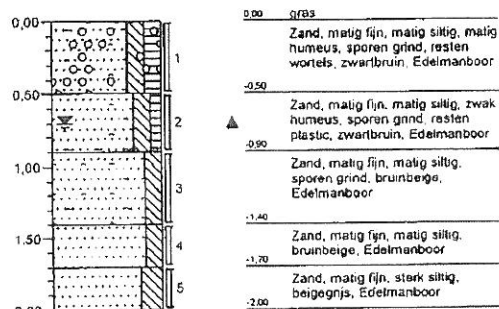 0,00
0,50
1,00
1,50
1
2
3
4
5
0,00 gras
Zand, matig fijn, matig siltig, matig
humeus, sporen grind, resten
wortels, zwartbruin, Edelmanboor
-0,50
Zand, matig fijn, matig siltig, zwak
humeus, sporen grind, resten
plastic, zwartbruin, Edelmanboor
-0,90
Zand, matig fijn, matig siltig,
sporen grind, bruinbeige,
Edelmanboor
-1,40
Zand, matig fijn, matig siltig,
bruinbeige, Edelmanboor
-1,70
Zand, matig fijn, sterk siltig,
beigegrijs, Edelmanboor
-2,00